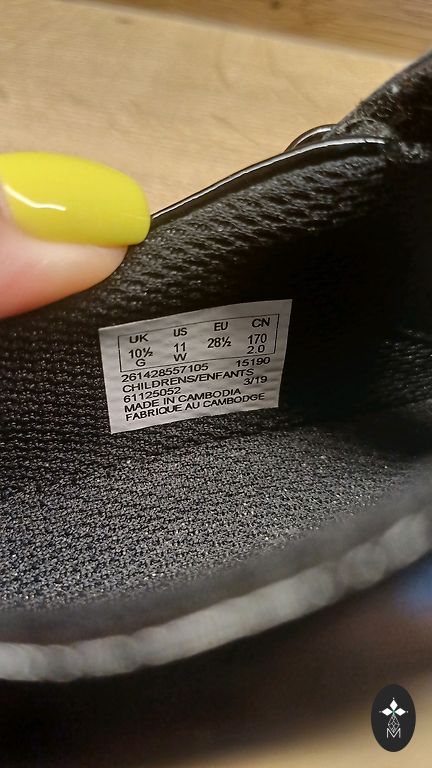 UK US EU CN
10½ 11 28½ 170
G W 2.0
261428557105 15190
CHILDRENS/ENFANTS
61125052 3/19
MADE IN CAMBODIA
FABRIQUE AU CAMBODGE
M